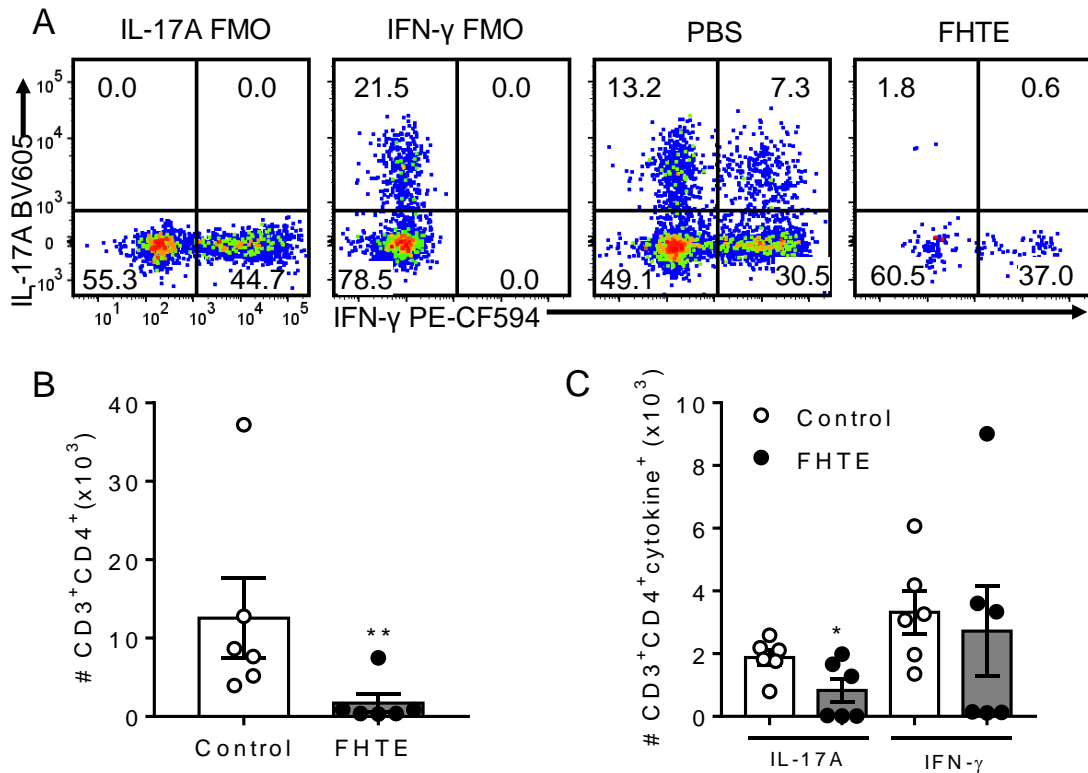 A
IL-17A FMO
IFN-γ FMO
PBS
FHTE
IL-17A BV605
10⁵
10⁴
10³
0
-10³
0.0 0.0
55.3 44.7
21.5 0.0
78.5 0.0
13.2 7.3
49.1 30.5
1.8 0.6
60.5 37.0
10¹ 10² 10³ 10⁴ 10⁵
IFN-γ PE-CF594
B
# CD3⁺CD4⁺(x10³)
40
30
20
10
0
**
Control FHTE
C
# CD3⁺CD4⁺cytokine⁺ (x10³)
10
8
6
4
2
0
Control
FHTE
*
IL-17A IFN-γ